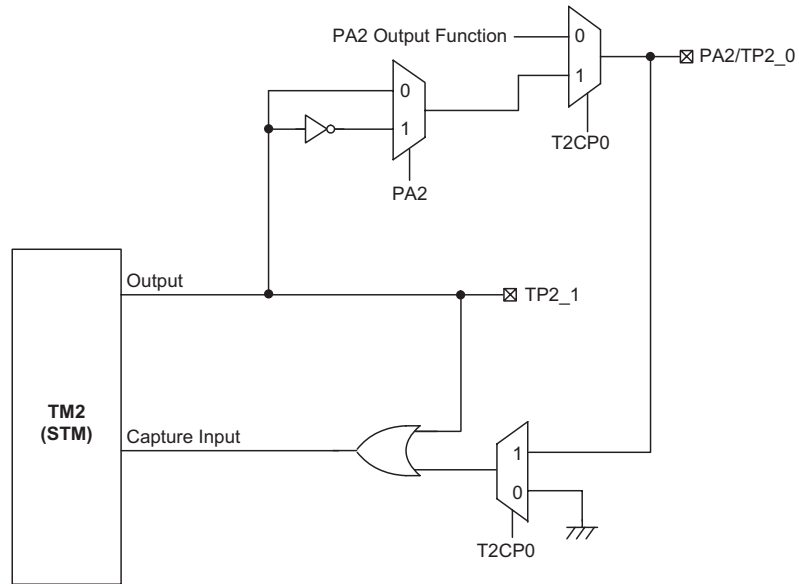 PA2 Output Function
0
1
PA2/TP2_0
T2CP0
0
1
PA2
Output
TP2_1
TM2
(STM)
Capture Input
1
0
T2CP0